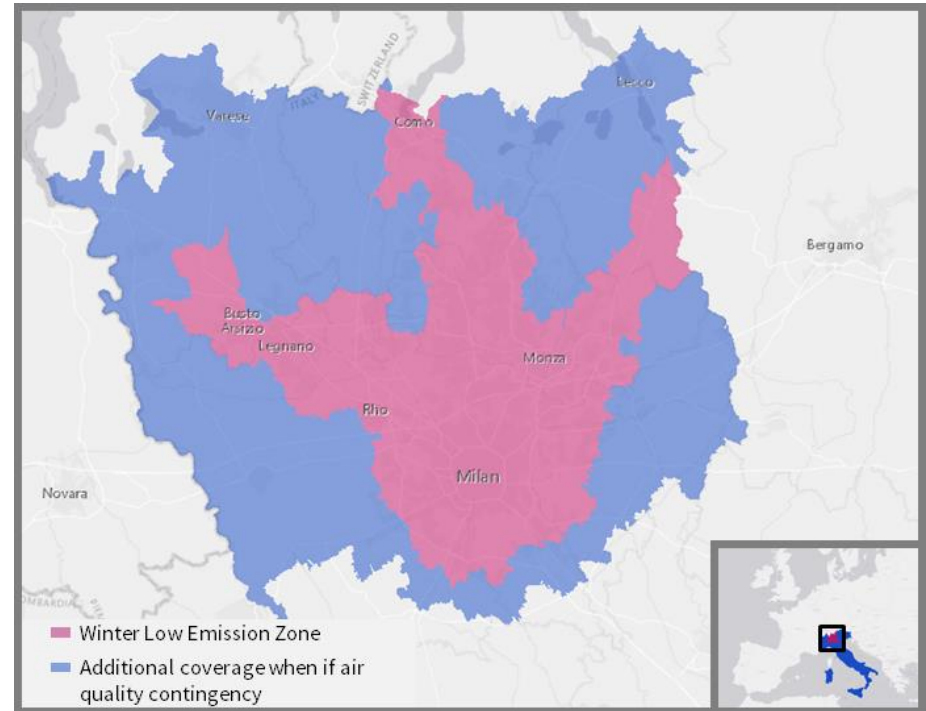 SWITZERLAND
ITALY
Lecco
Varese
Como
Bergamo
Busto
Arsizio
Legnano
Monza
Rho
Milan
Novara
LOMBARDIA
Winter Low Emission Zone
Additional coverage when if air
quality contingency